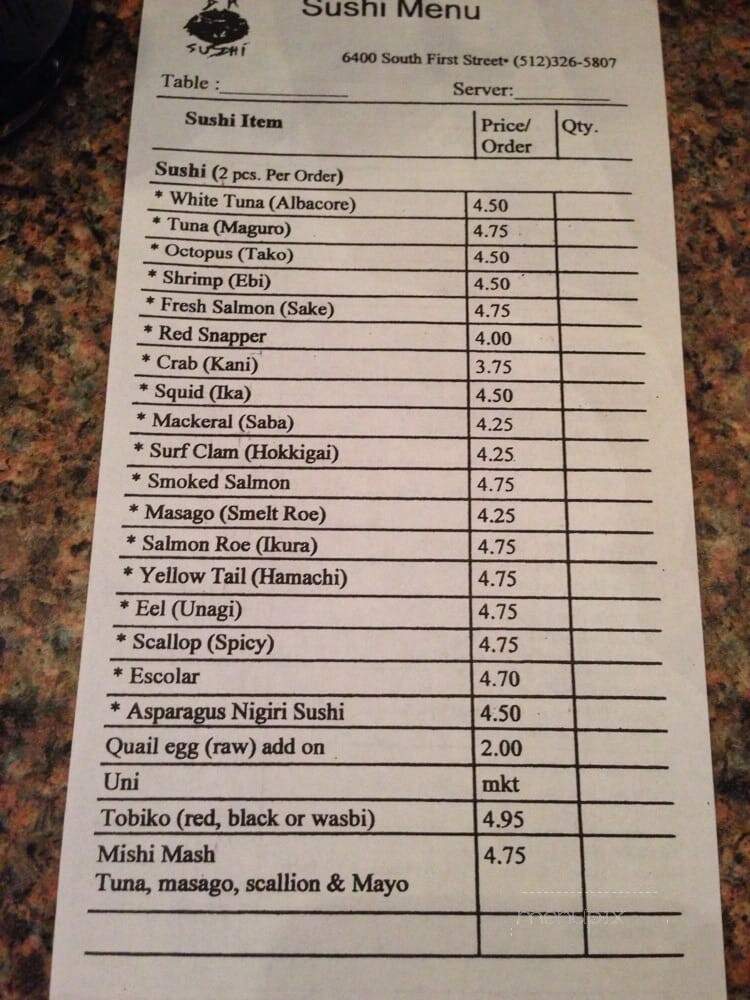 SUSHI
Sushi Menu
6400 South First Street• (512)326-5807
Table :____________ Server:_________
Sushi Item Price/ Qty.
Order
Sushi (2 pcs. Per Order)
* White Tuna (Albacore) 4.50
* Tuna (Maguro) 4.75
* Octopus (Tako) 4.50
* Shrimp (Ebi) 4.50
* Fresh Salmon (Sake) 4.75
* Red Snapper 4.00
* Crab (Kani) 3.75
* Squid (Ika) 4.50
* Mackeral (Saba) 4.25
* Surf Clam (Hokkigai) 4.25
* Smoked Salmon 4.75
* Masago (Smelt Roe) 4.25
* Salmon Roe (Ikura) 4.75
* Yellow Tail (Hamachi) 4.75
* Eel (Unagi) 4.75
* Scallop (Spicy) 4.75
* Escolar 4.70
* Asparagus Nigiri Sushi 4.50
Quail egg (raw) add on 2.00
Uni mkt
Tobiko (red, black or wasbi) 4.95
Mishi Mash 4.75
Tuna, masago, scallion & Mayo
menupix